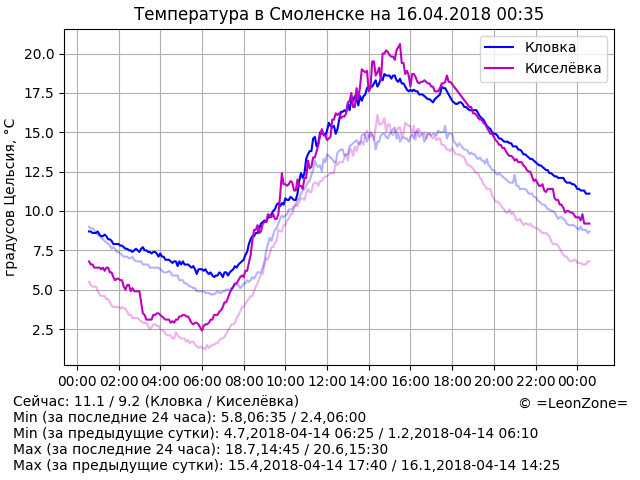 Температура в Смоленске на 16.04.2018 00:35
градусов Цельсия, °C
20.0
17.5
15.0
12.5
10.0
7.5
5.0
2.5
Кловка
Киселёвка
00:00 02:00 04:00 06:00 08:00 10:00 12:00 14:00 16:00 18:00 20:00 22:00 00:00
Сейчас: 11.1 / 9.2 (Кловка / Киселёвка)
© =LeonZone=
Min (за последние 24 часа): 5.8,06:35 / 2.4,06:00
Min (за предыдущие сутки): 4.7,2018-04-14 06:25 / 1.2,2018-04-14 06:10
Max (за последние 24 часа): 18.7,14:45 / 20.6,15:30
Max (за предыдущие сутки): 15.4,2018-04-14 17:40 / 16.1,2018-04-14 14:25